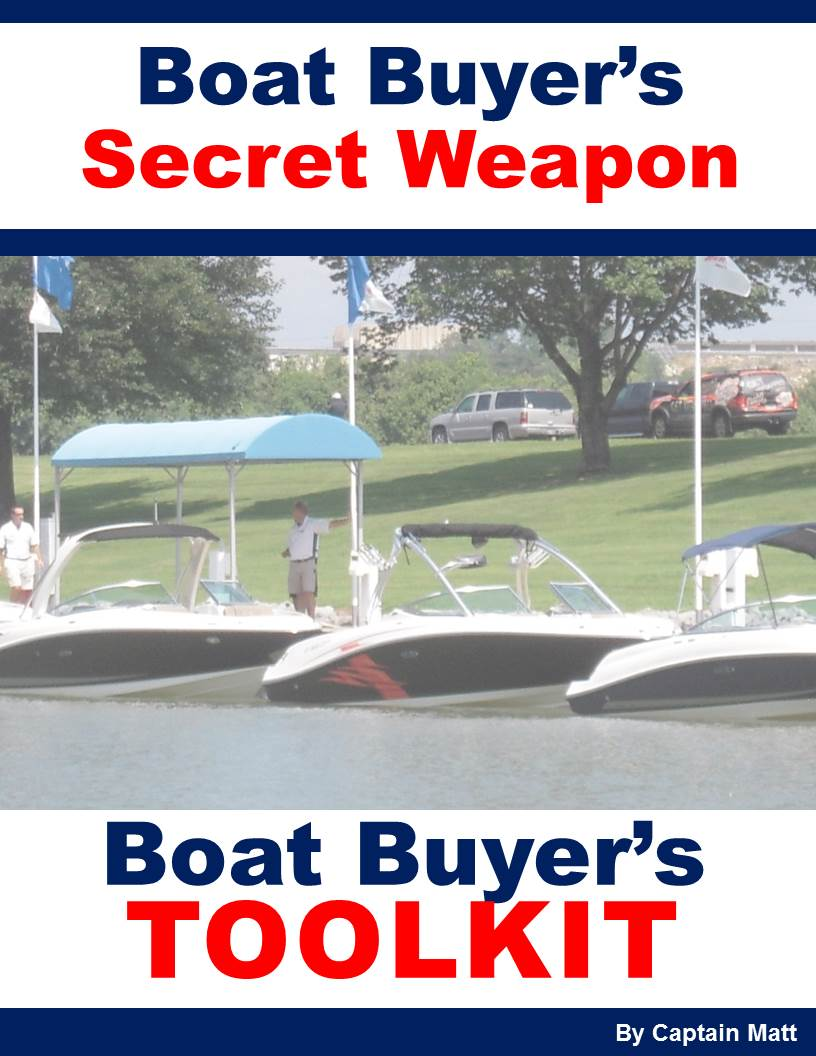 Boat Buyer’s
Secret Weapon
Boat Buyer’s
TOOLKIT
By Captain Matt